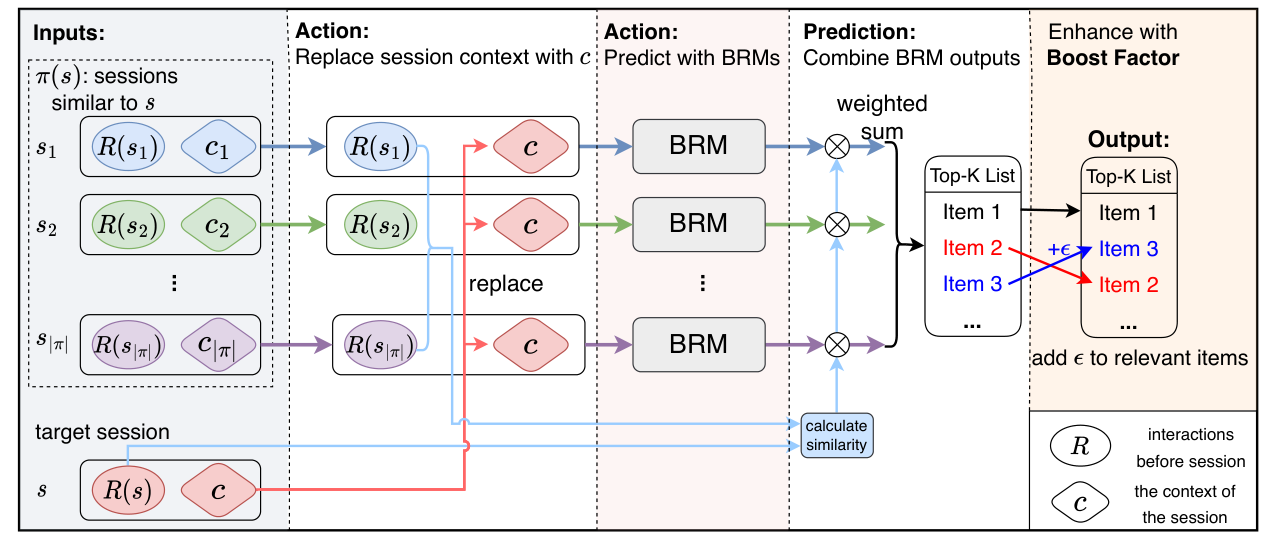 Inputs:
π(s): sessions
similar to s
s₁
R(s₁)
c₁
s₂
R(s₂)
c₂
⋮
s|π|
R(s|π|)
c|π|
target session
s
R(s)
c
Action:
Replace session context with c
R(s₁)
c
R(s₂)
c
replace
R(s|π|)
c
Action:
Predict with BRMs
BRM
BRM
⋮
BRM
Prediction:
Combine BRM outputs
weighted
sum
calculate
similarity
Top-K List
Item 1
Item 2
Item 3
...
Enhance with
Boost Factor
Output:
Top-K List
Item 1
+ϵ
Item 3
Item 2
...
add ϵ to relevant items
R
interactions
before session
c
the context of
the session